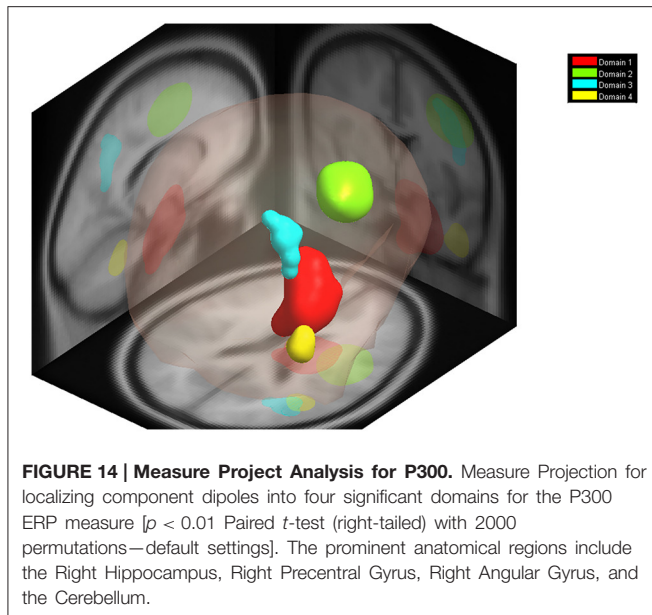 Domain 1
Domain 2
Domain 3
Domain 4
FIGURE 14 | Measure Project Analysis for P300. Measure Projection for
localizing component dipoles into four significant domains for the P300
ERP measure [p < 0.01 Paired t-test (right-tailed) with 2000
permutations—default settings]. The prominent anatomical regions include
the Right Hippocampus, Right Precentral Gyrus, Right Angular Gyrus, and
the Cerebellum.